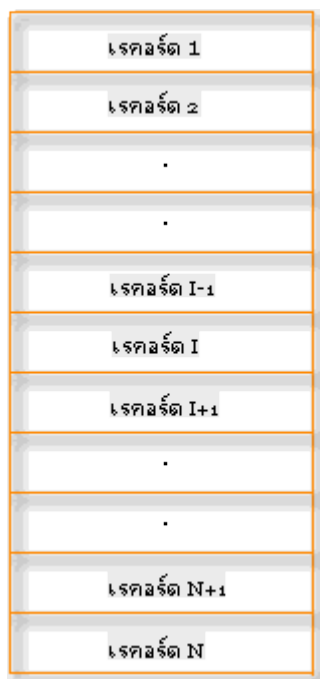 เรคอร์ด 1
เรคอร์ด 2
.
.
เรคอร์ด I-1
เรคอร์ด I
เรคอร์ด I+1
.
.
เรคอร์ด N+1
เรคอร์ด N